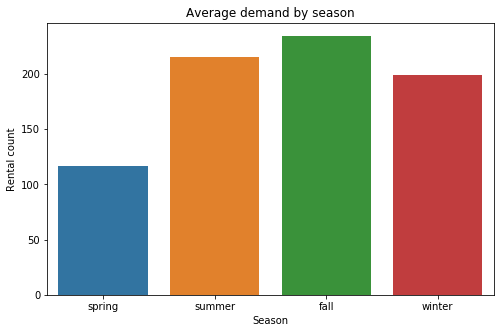 Average demand by season
Rental count
200
150
100
50
0
spring summer fall winter
Season